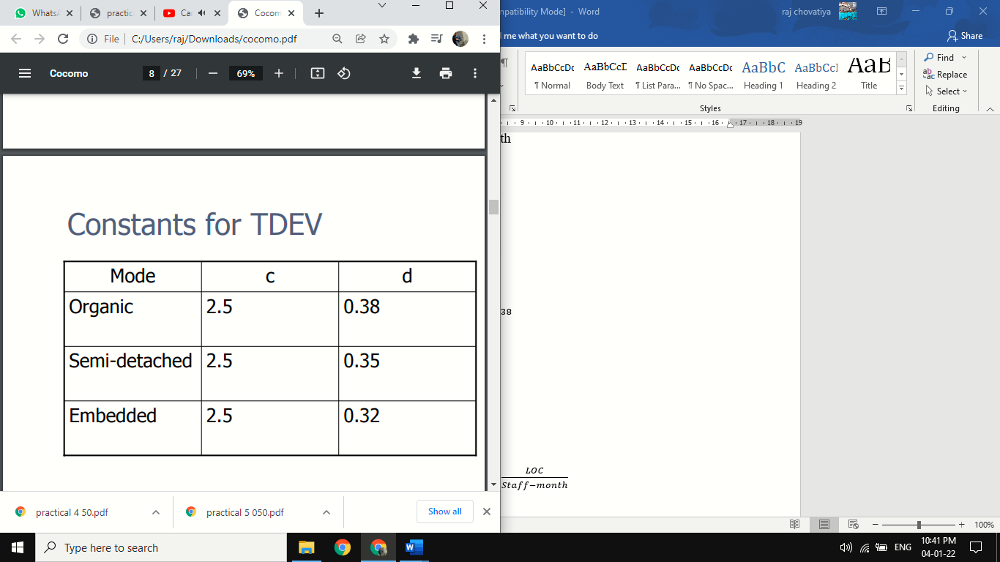 WhatsA
practic
Car
Cocom
mpatibility Mode] - Word
raj chovatiya
File
C:/Users/raj/Downloads/cocomo.pdf
l me what you want to do
Share
Cocomo
8 / 27
69%
AaBbCcDc
AaBbCcD
AaBbCcDc
AaBbCcDc
AaBbC
AaBbCcI
AaB
¶ Normal
Body Text
¶ List Para...
¶ No Spac...
Heading 1
Heading 2
Title
Find
Replace
Select
Styles
Editing
9 10 11 12 13 14 15 16 17 18 19
th
Constants for TDEV
Mode c d
Organic 2.5 0.38
Semi-detached 2.5 0.35
Embedded 2.5 0.32
38
LOC
Staff−month
practical 4 50.pdf
practical 5 050.pdf
Show all
100%
Type here to search
ENG
10:41 PM
04-01-22